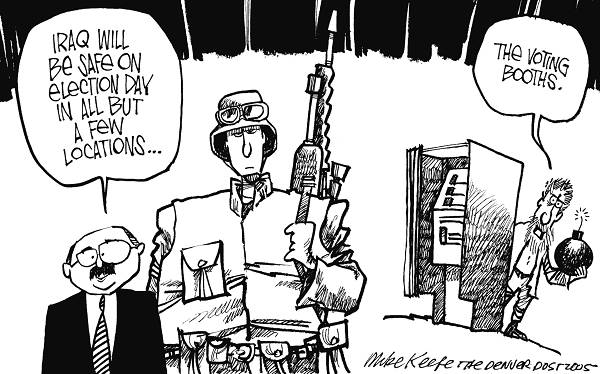 IRAQ WILL
BE SAFE ON
ELECTION DAY
IN ALL BUT
A FEW
LOCATIONS...
THE VOTING
BOOTHS.
Mike Keefe THE DENVER POST 2005